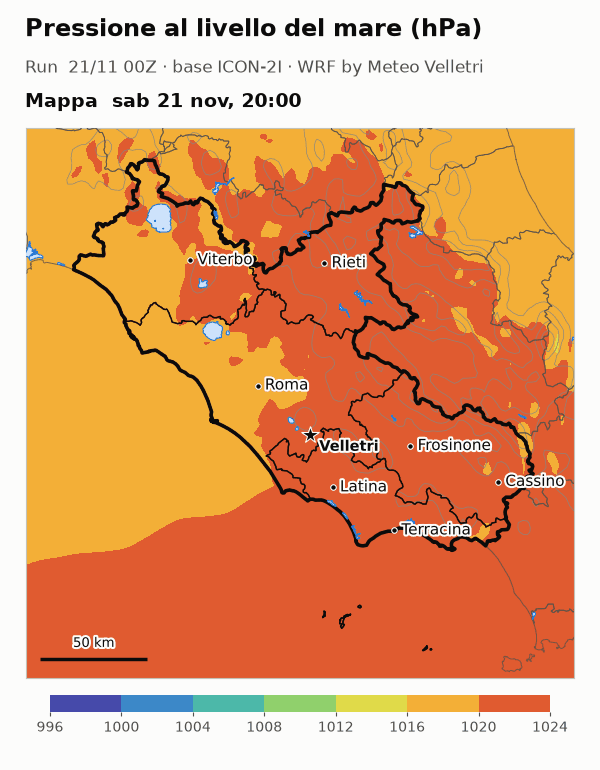 Pressione al livello del mare (hPa)
Run  21/11 00Z · base ICON-2I · WRF by Meteo Velletri
Mappa  sab 21 nov, 20:00
Viterbo
Rieti
Roma
Velletri
Frosinone
Cassino
Latina
Terracina
50 km
996 1000 1004 1008 1012 1016 1020 1024